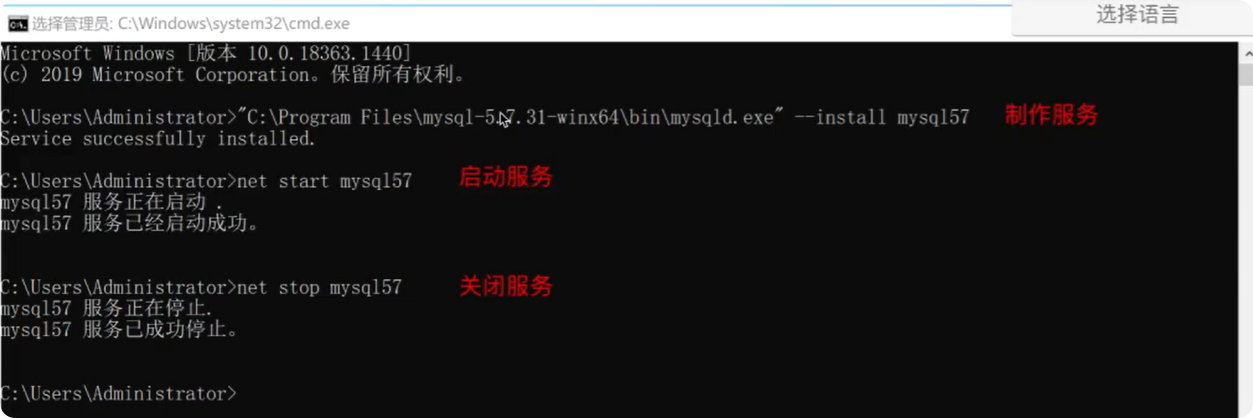 选择管理员: C:\Windows\system32\cmd.exe
选择语言
Microsoft Windows [版本 10.0.18363.1440]
(c) 2019 Microsoft Corporation。保留所有权利。
C:\Users\Administrator>"C:\Program Files\mysql-5.7.31-winx64\bin\mysqld.exe" --install mysql57 制作服务
Service successfully installed.
C:\Users\Administrator>net start mysql57 启动服务
mysql57 服务正在启动 .
mysql57 服务已经启动成功。
C:\Users\Administrator>net stop mysql57 关闭服务
mysql57 服务正在停止.
mysql57 服务已成功停止。
C:\Users\Administrator>